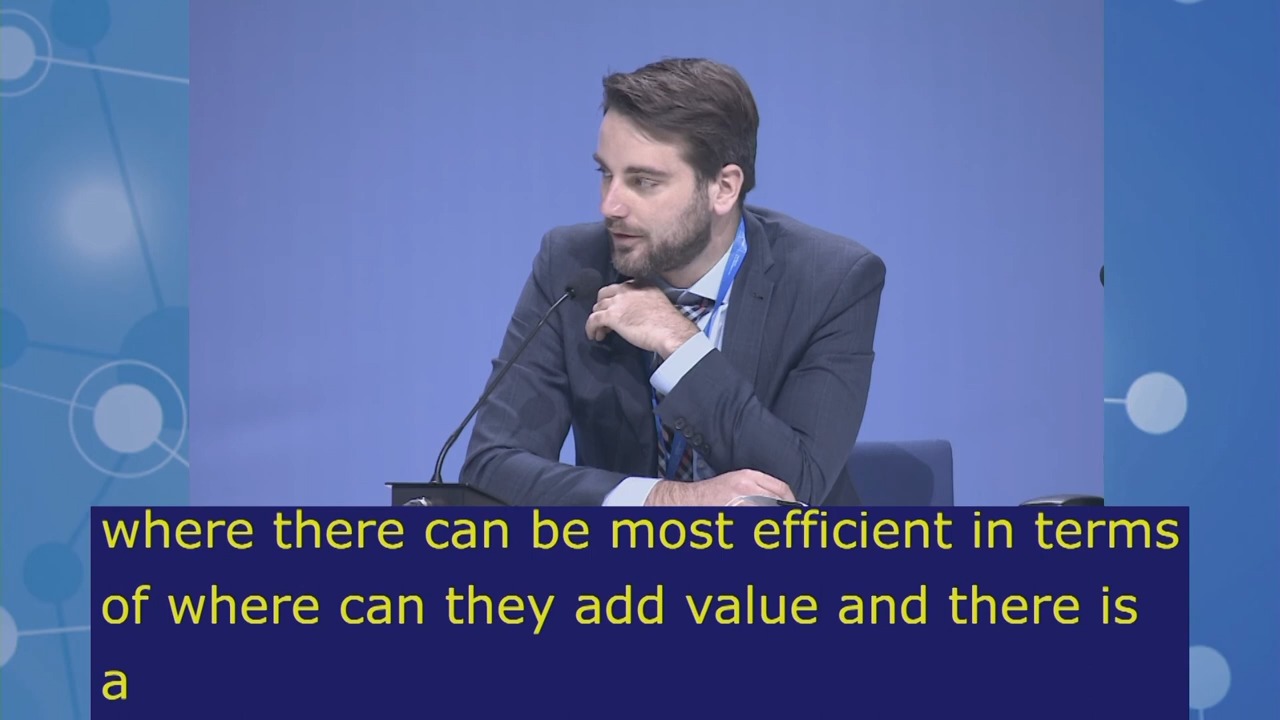 where there can be most efficient in terms
of where can they add value and there is
a